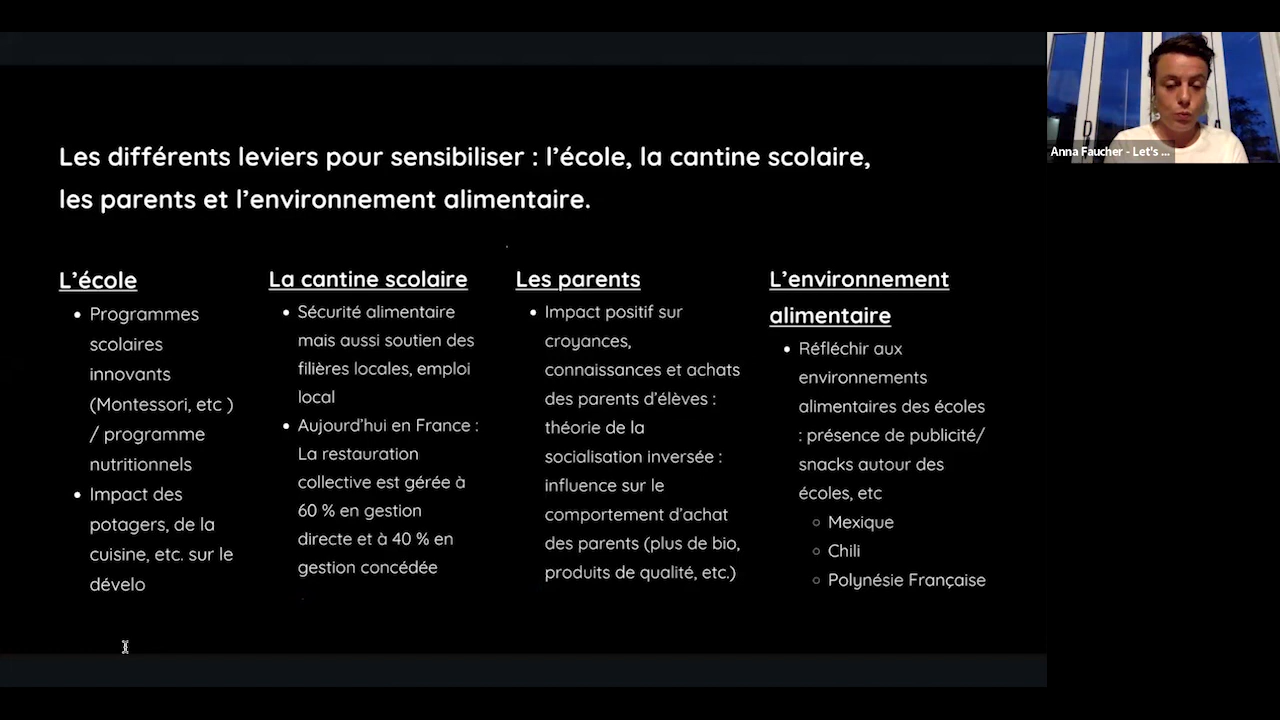 Les différents leviers pour sensibiliser : l'école, la cantine scolaire,
les parents et l'environnement alimentaire.
L'école
Programmes
scolaires
innovants
(Montessori, etc )
/ programme
nutritionnels
Impact des
potagers, de la
cuisine, etc. sur le
dévelo
La cantine scolaire
Sécurité alimentaire
mais aussi soutien des
filières locales, emploi
local
Aujourd'hui en France :
La restauration
collective est gérée à
60 % en gestion
directe et à 40 % en
gestion concédée
Les parents
Impact positif sur
croyances,
connaissances et achats
des parents d'élèves :
théorie de la
socialisation inversée :
influence sur le
comportement d'achat
des parents (plus de bio,
produits de qualité, etc.)
L'environnement
alimentaire
Réfléchir aux
environnements
alimentaires des écoles
: présence de publicité/
snacks autour des
écoles, etc
Mexique
Chili
Polynésie Française
Anna Faucher - Let's ...